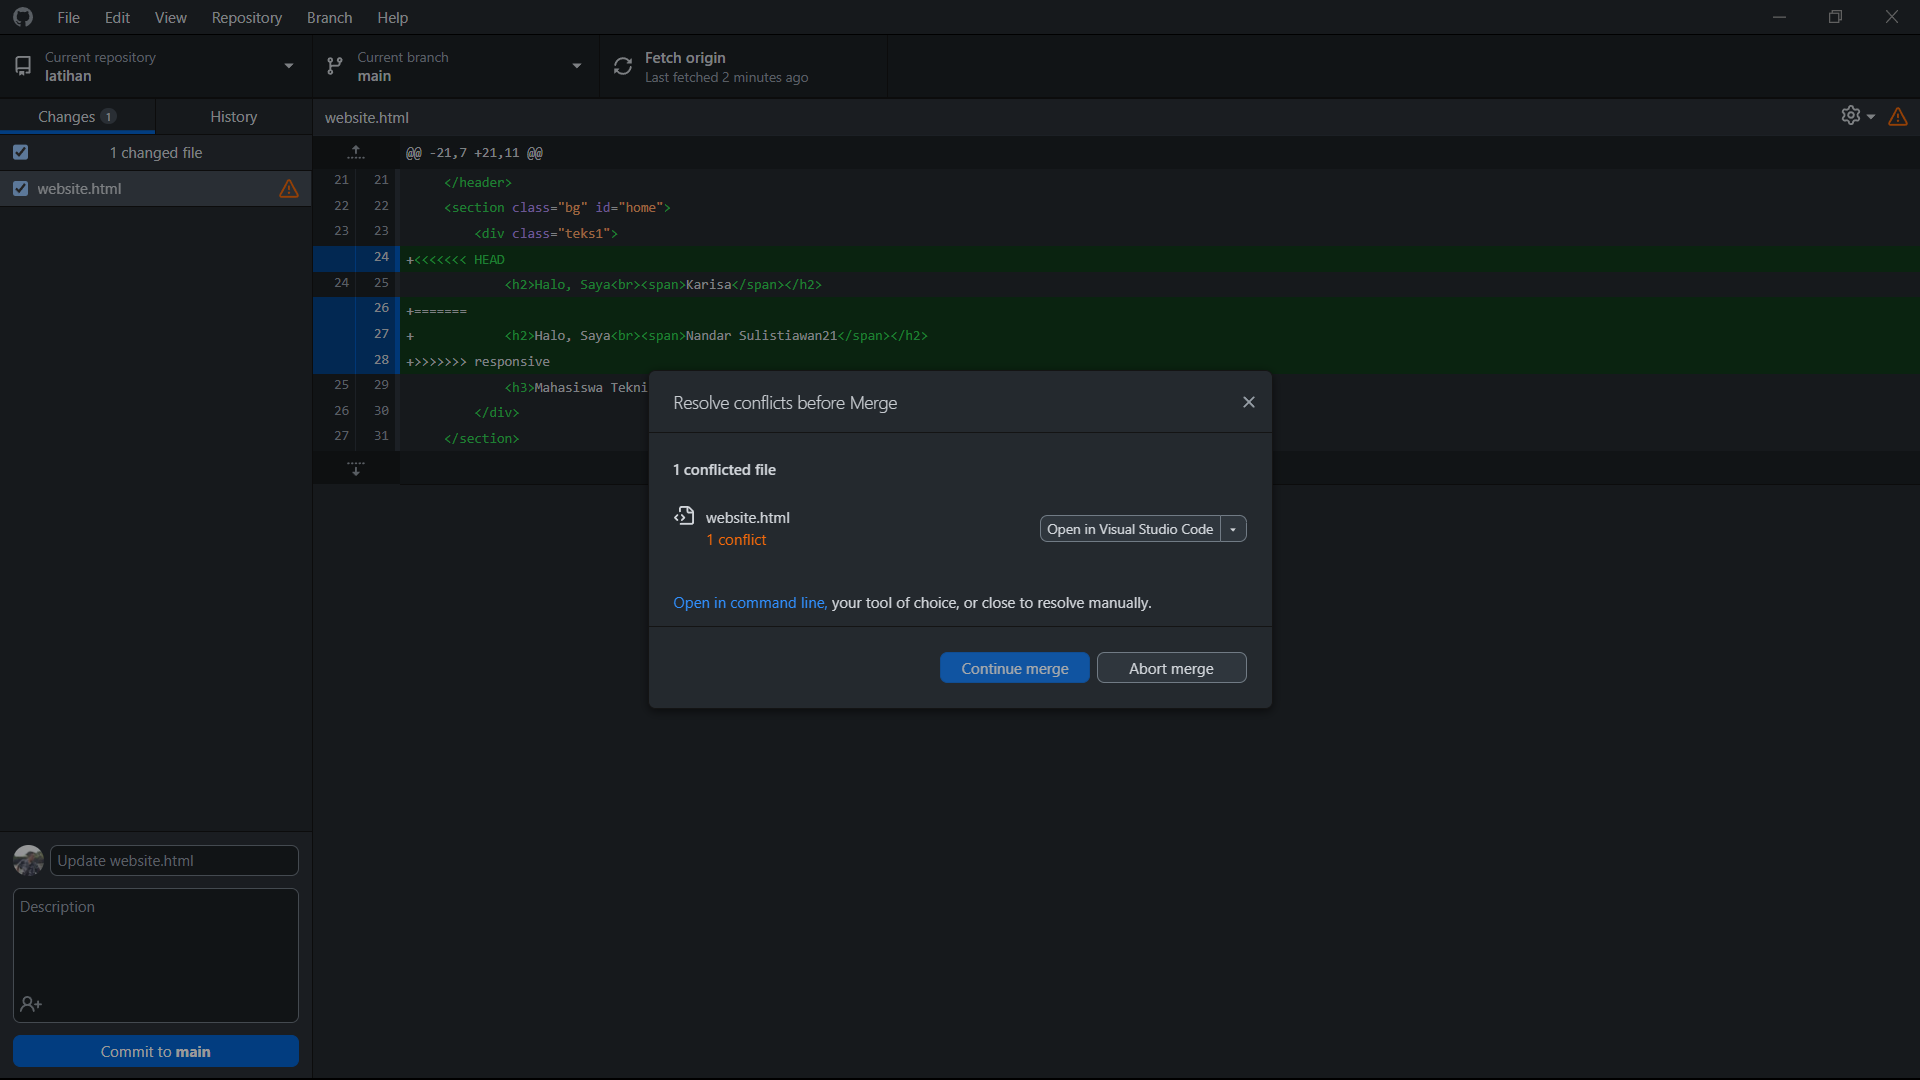 File Edit View Repository Branch Help
Current repository
latihan
Current branch
main
Fetch origin
Last fetched 2 minutes ago
Changes 1
History
1 changed file
website.html
website.html
@@ -21,7 +21,11 @@
21 21 </header>
22 22 <section class="bg" id="home">
23 23 <div class="teks1">
24 +<<<<<<< HEAD
24 25 <h2>Halo, Saya<br><span>Karisa</span></h2>
26 +=======
27 + <h2>Halo, Saya<br><span>Nandar Sulistiawan21</span></h2>
28 +>>>>>>> responsive
25 29 <h3>Mahasiswa Tekni
26 30 </div>
27 31 </section>
Resolve conflicts before Merge
1 conflicted file
website.html
1 conflict
Open in Visual Studio Code
Open in command line, your tool of choice, or close to resolve manually.
Continue merge
Abort merge
Update website.html
Description
Commit to main